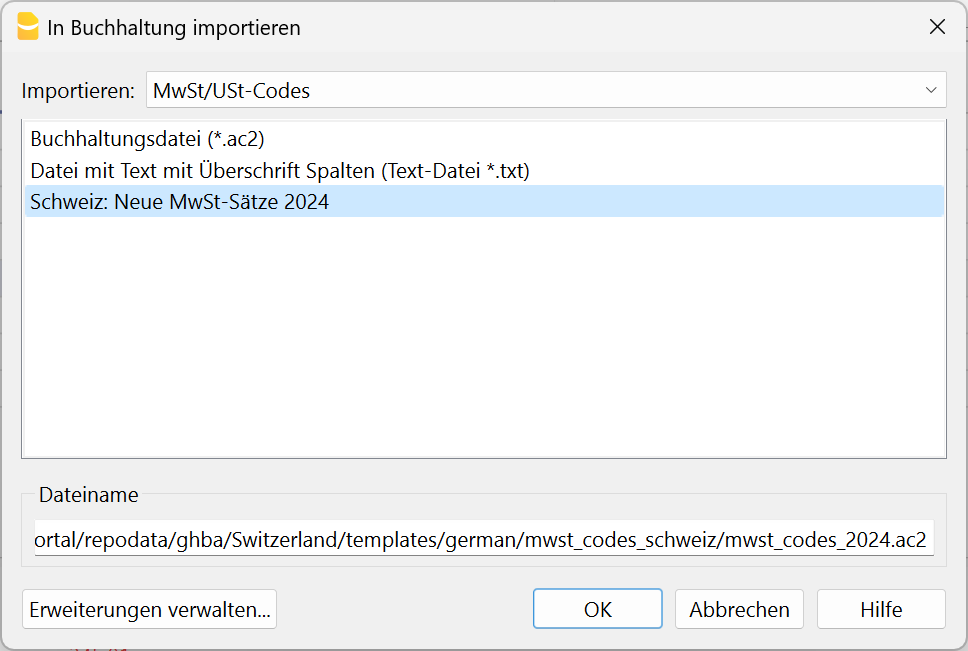 In Buchhaltung importieren
Importieren: MwSt/USt-Codes
Buchhaltungsdatei (*.ac2)
Datei mit Text mit Überschrift Spalten (Text-Datei *.txt)
Schweiz: Neue MwSt-Sätze 2024
Dateiname
ortal/repodata/ghba/Switzerland/templates/german/mwst_codes_schweiz/mwst_codes_2024.ac2
Erweiterungen verwalten... OK Abbrechen Hilfe